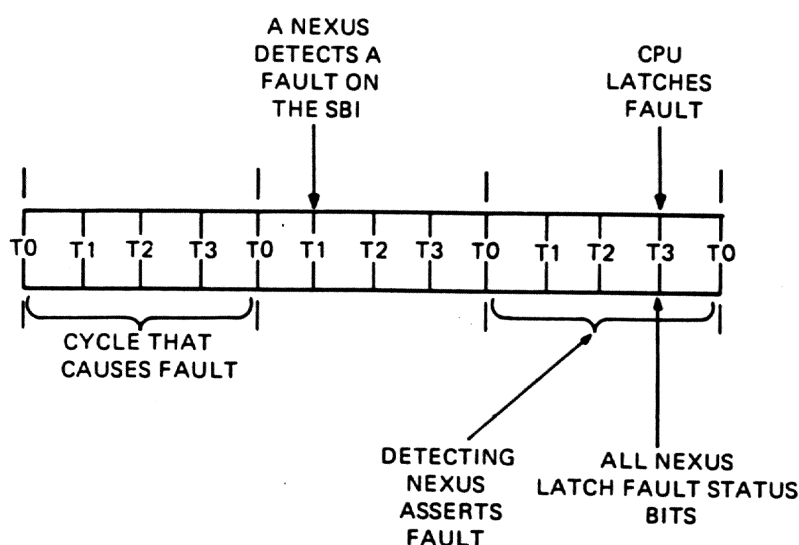 A NEXUS
DETECTS A
FAULT ON
THE SBI
CPU
LATCHES
FAULT
T0 T1 T2 T3 T0 T1 T2 T3 T0 T1 T2 T3 T0
CYCLE THAT
CAUSES FAULT
DETECTING
NEXUS
ASSERTS
FAULT
ALL NEXUS
LATCH FAULT STATUS
BITS